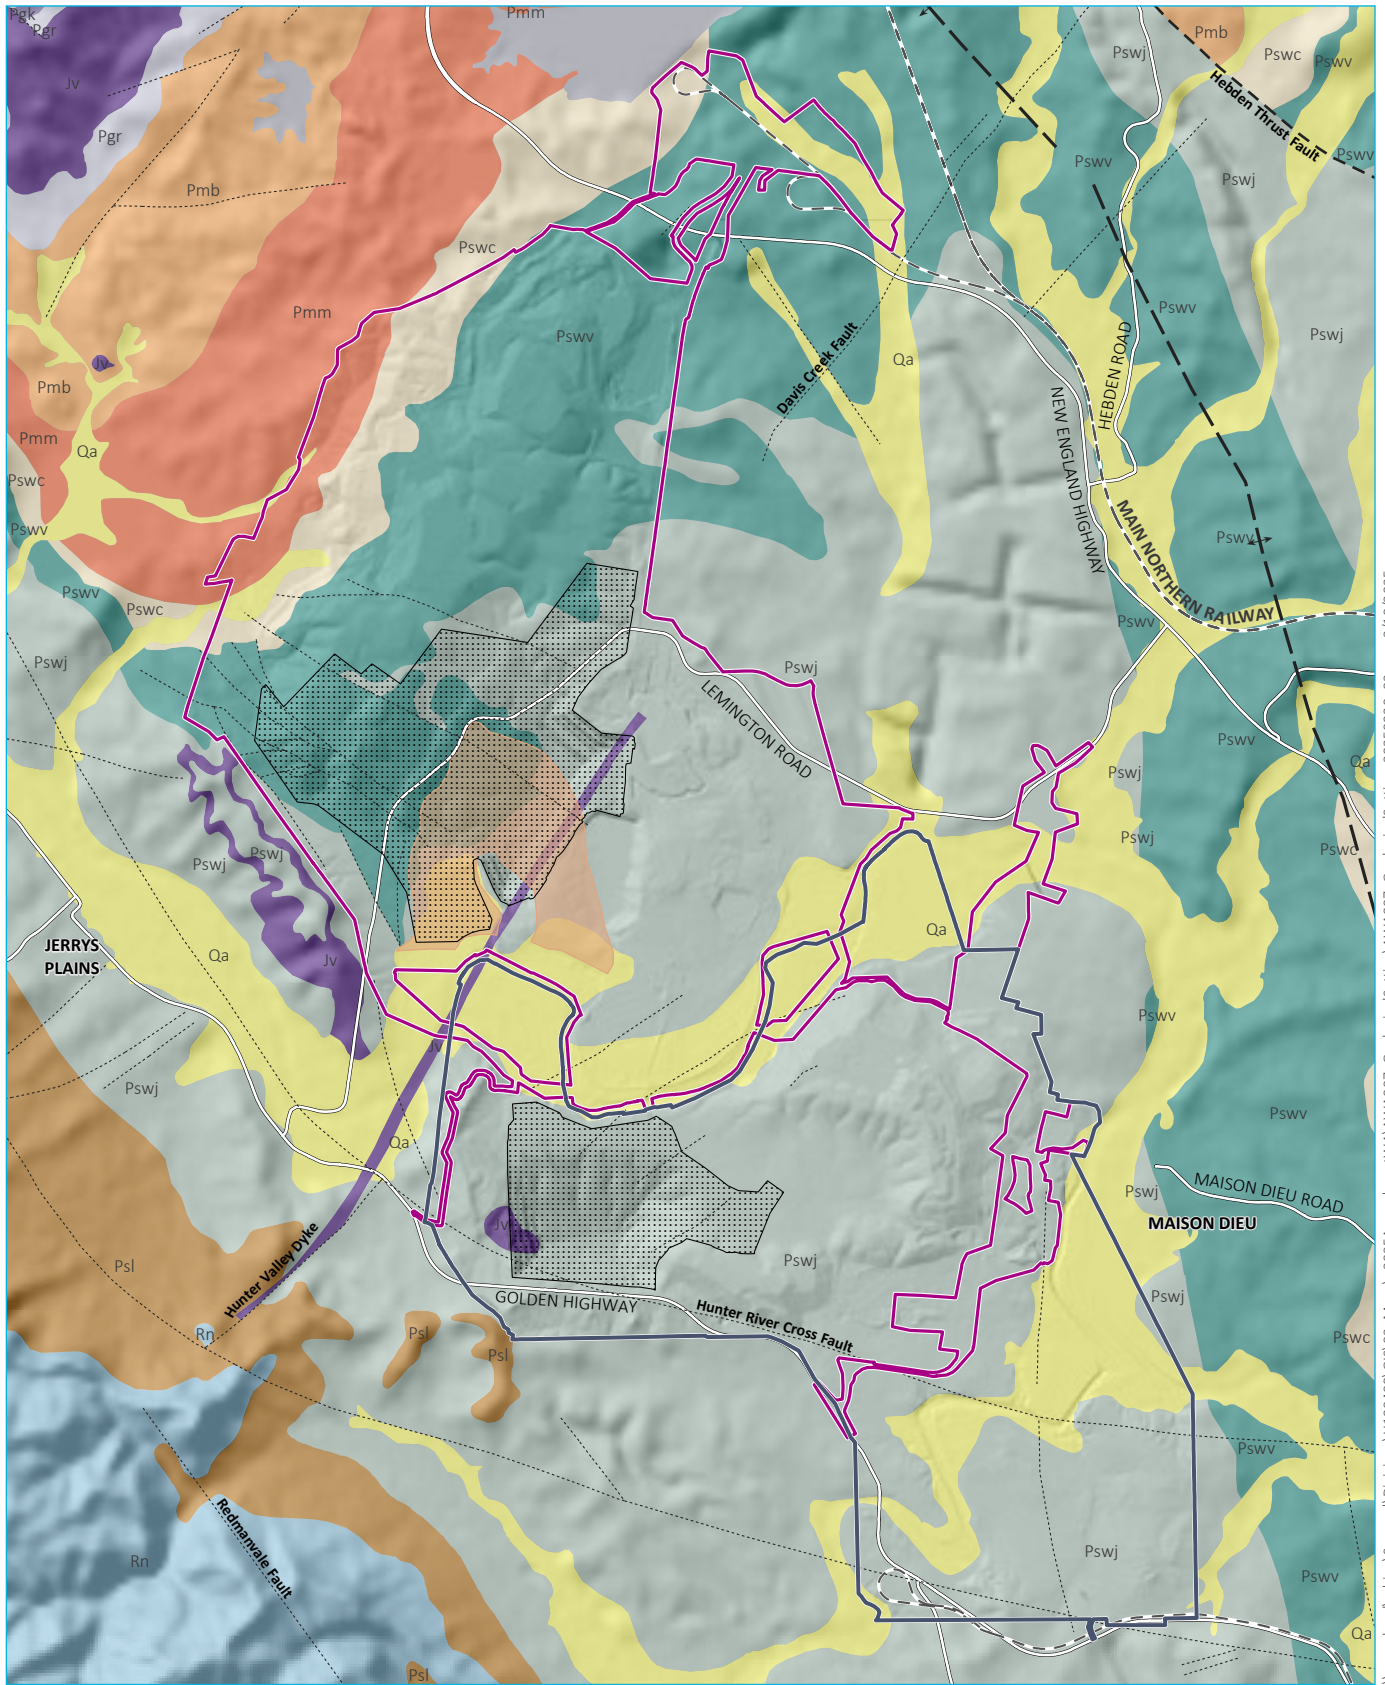 Pgk
Pgr
Pmm
Pmb
Pswj
Pswc
Pswv
Jv
Hebden Thrust Fault
Pgr
Pswv
Pswv
Pswj
Pmb
Pswc
Pmm
Pswv
Pswv
Pswj
HEBDEN ROAD
Davis Creek Fault
Qa
Jv
Pmb
NEW ENGLAND HIGHWAY
Pmm
Qa
Pswc
Pswv
MAIN NORTHERN RAILWAY
Pswv
Pswv
Pswc
Pswv
Pswj
Pswj
LEMINGTON ROAD
Pswv
Pswj
Qa
Pswj
Pswj
Pswj
Pswc
JERRYS
PLAINS
Qa
Jv
Qa
Pswv
Jv
Pswj
Pswv
Qa
Pswj
MAISON DIEU ROAD
MAISON DIEU
Jv
Psl
Hunter Valley Dyke
Pswj
GOLDEN HIGHWAY
Hunter River Cross Fault
Pswj
Rn
Psl
Psl
Pswc
Pswv
Redmanvale Fault
Rn
Pswj
Pswv
Qa
Psl